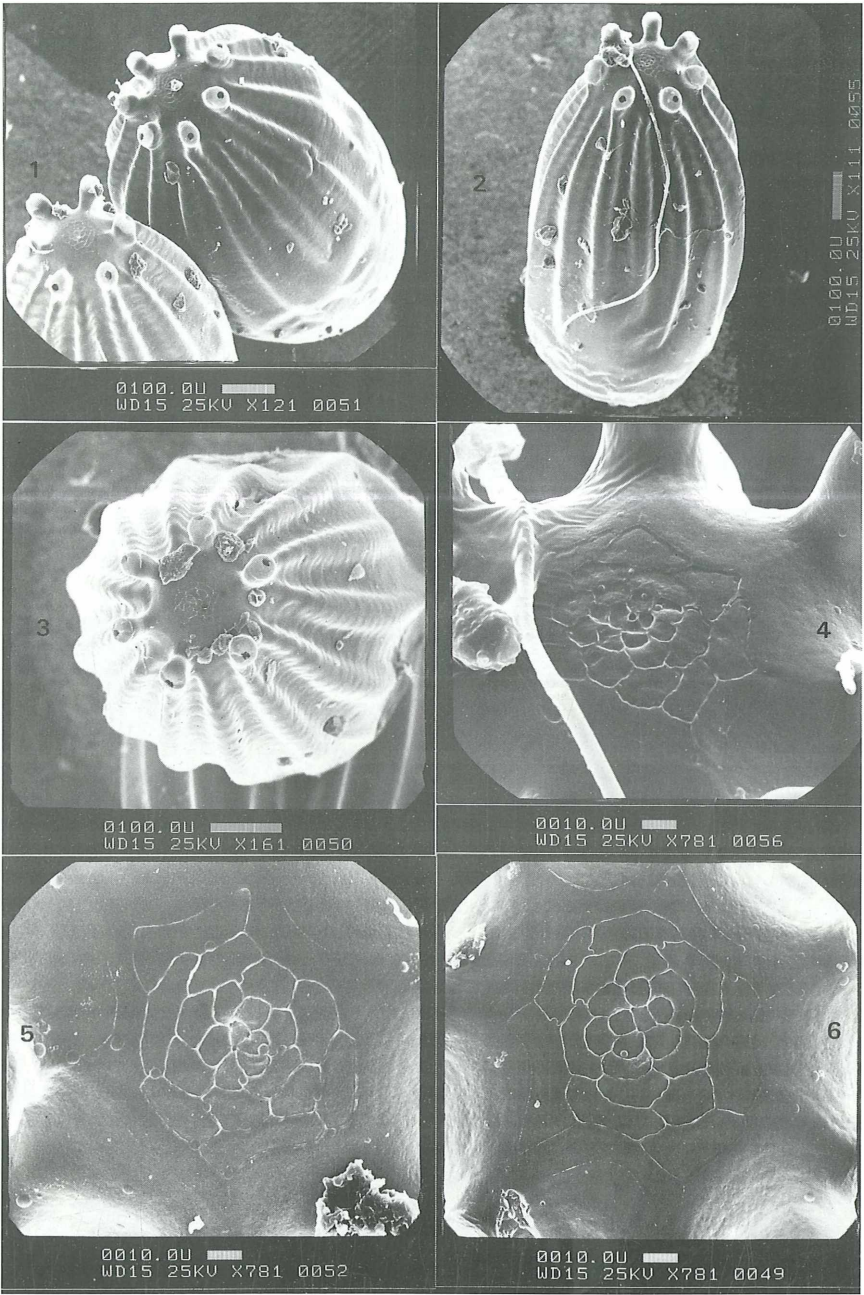 1
0100.0U
WD15 25KV X121 0051
2
0100.0U
WD15 25KV X111 0055
3
0100.0U
WD15 25KV X161 0050
4
0010.0U
WD15 25KV X781 0056
5
0010.0U
WD15 25KV X781 0052
6
0010.0U
WD15 25KV X781 0049